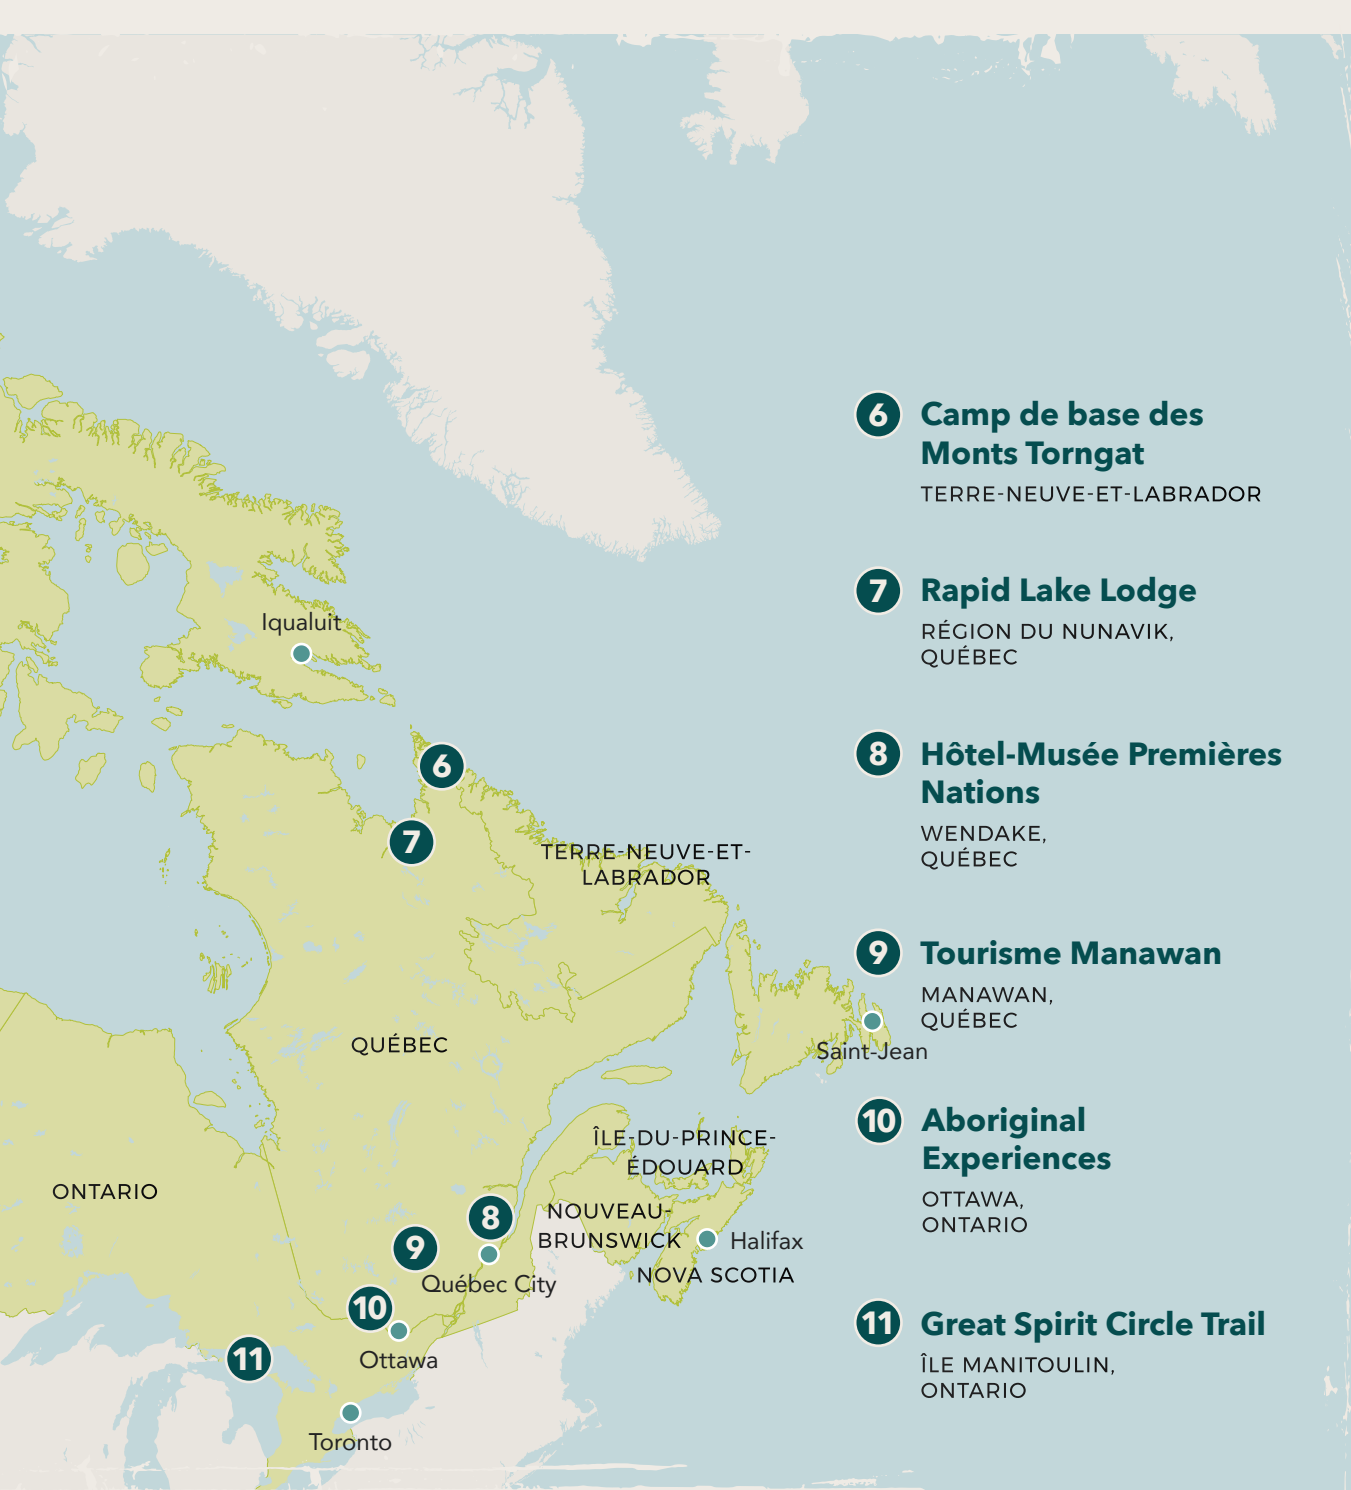 6
Camp de base des
Monts Torngat
TERRE-NEUVE-ET-LABRADOR
7
Rapid Lake Lodge
RÉGION DU NUNAVIK,
QUÉBEC
8
Hôtel-Musée Premières
Nations
WENDAKE,
QUÉBEC
9
Tourisme Manawan
MANAWAN,
QUÉBEC
10
Aboriginal
Experiences
OTTAWA,
ONTARIO
11
Great Spirit Circle Trail
ÎLE MANITOULIN,
ONTARIO
Iqualuit
6
7
TERRE-NEUVE-ET-
LABRADOR
QUÉBEC
Saint-Jean
ÎLE-DU-PRINCE-
ÉDOUARD
ONTARIO
8
NOUVEAU-
BRUNSWICK
Halifax
9
NOVA SCOTIA
Québec City
10
Ottawa
11
Toronto